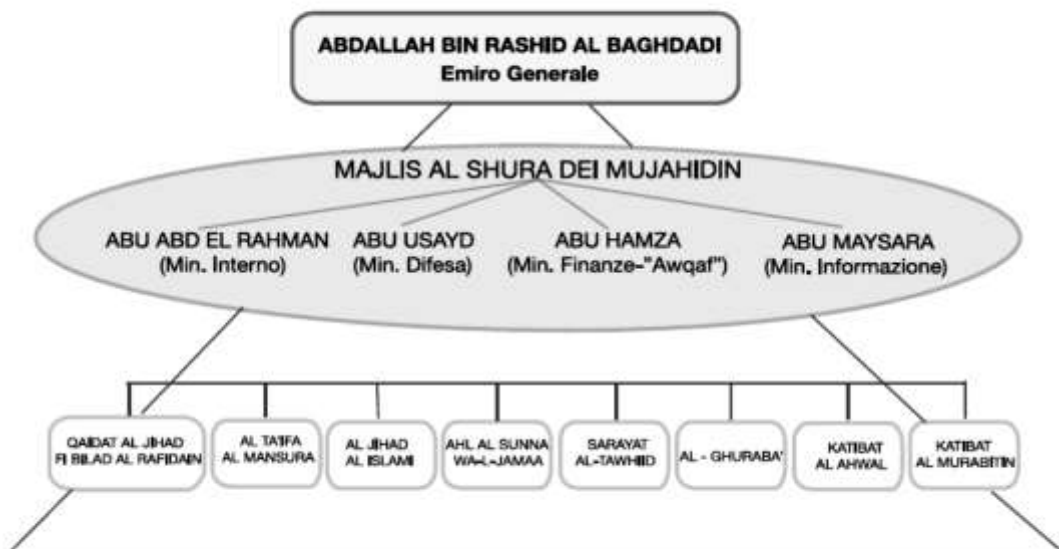 ABDALLAH BIN RASHID AL BAGHDADI
Emiro Generale
MAJLIS AL SHURA DEI MUJAHIDIN
ABU ABD EL RAHMAN
(Min. Interno)
ABU USAYD
(Min. Difesa)
ABU HAMZA
(Min. Finanze-"Awqaf")
ABU MAYSARA
(Min. Informazione)
QAIDAT AL JIHAD
FI BILAD AL RAFIDAIN
AL TA'IFA
AL MANSURA
AL JIHAD
AL ISLAMI
AHL AL SUNNA
WA-L-JAMAA
SARAYAT
AL-TAWHIID
AL - GHURABA'
KATIBAT
AL AHWAL
KATIBAT
AL MURABITIN